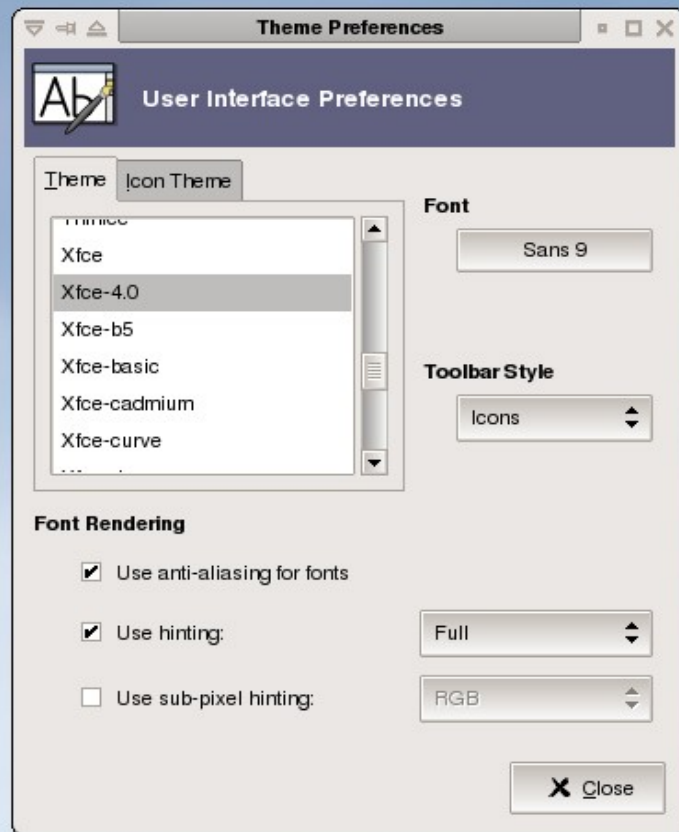 Theme Preferences
User Interface Preferences
Theme
Icon Theme
Xfce
Xfce-4.0
Xfce-b5
Xfce-basic
Xfce-cadmium
Xfce-curve
Font
Sans 9
Toolbar Style
Icons
Font Rendering
Use anti-aliasing for fonts
Use hinting: Full
Use sub-pixel hinting: RGB
Close